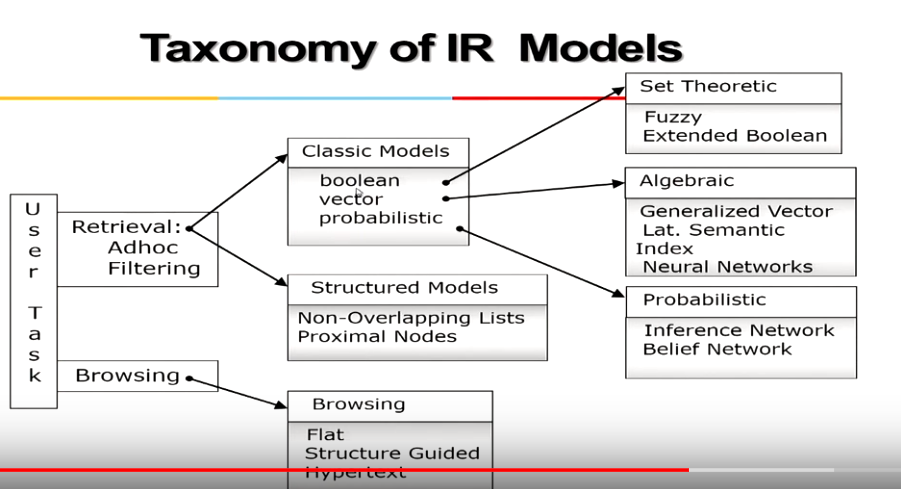 Taxonomy of IR Models
User Task
Retrieval:
Adhoc
Filtering
Browsing
Classic Models
boolean
vector
probabilistic
Structured Models
Non-Overlapping Lists
Proximal Nodes
Browsing
Flat
Structure Guided
Hypertext
Set Theoretic
Fuzzy
Extended Boolean
Algebraic
Generalized Vector
Lat. Semantic
Index
Neural Networks
Probabilistic
Inference Network
Belief Network